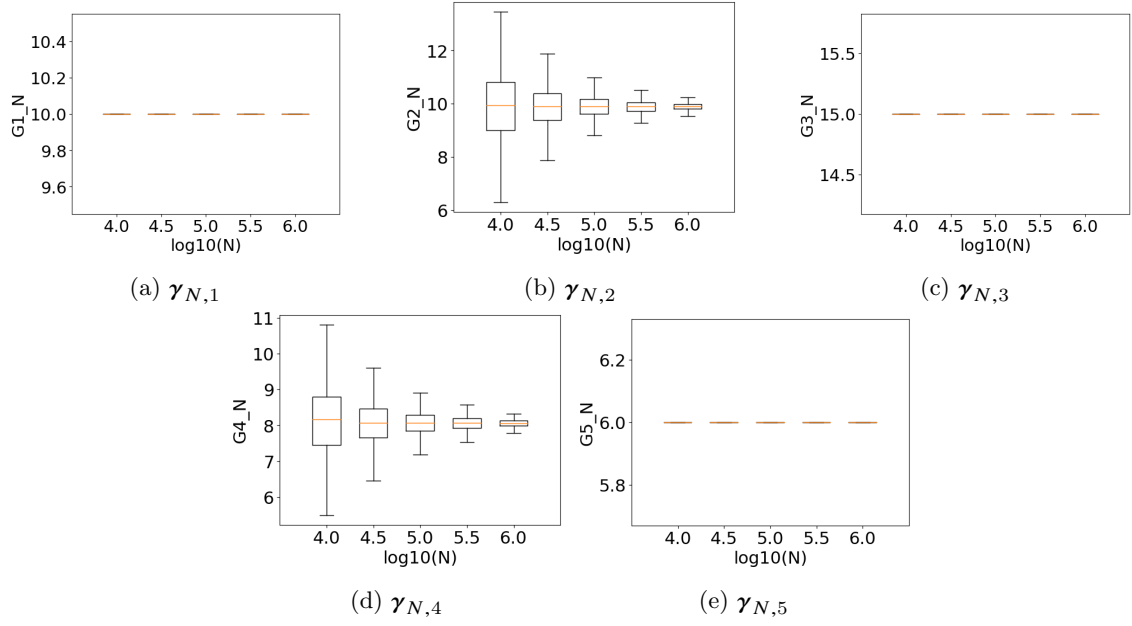 G1_N
10.4
10.2
10.0
9.8
9.6
4.0 4.5 5.0 5.5 6.0
log10(N)
(a) γN,1
G2_N
12
10
8
6
4.0 4.5 5.0 5.5 6.0
log10(N)
(b) γN,2
G3_N
15.5
15.0
14.5
4.0 4.5 5.0 5.5 6.0
log10(N)
(c) γN,3
G4_N
11
10
9
8
7
6
4.0 4.5 5.0 5.5 6.0
log10(N)
(d) γN,4
G5_N
6.2
6.0
5.8
4.0 4.5 5.0 5.5 6.0
log10(N)
(e) γN,5